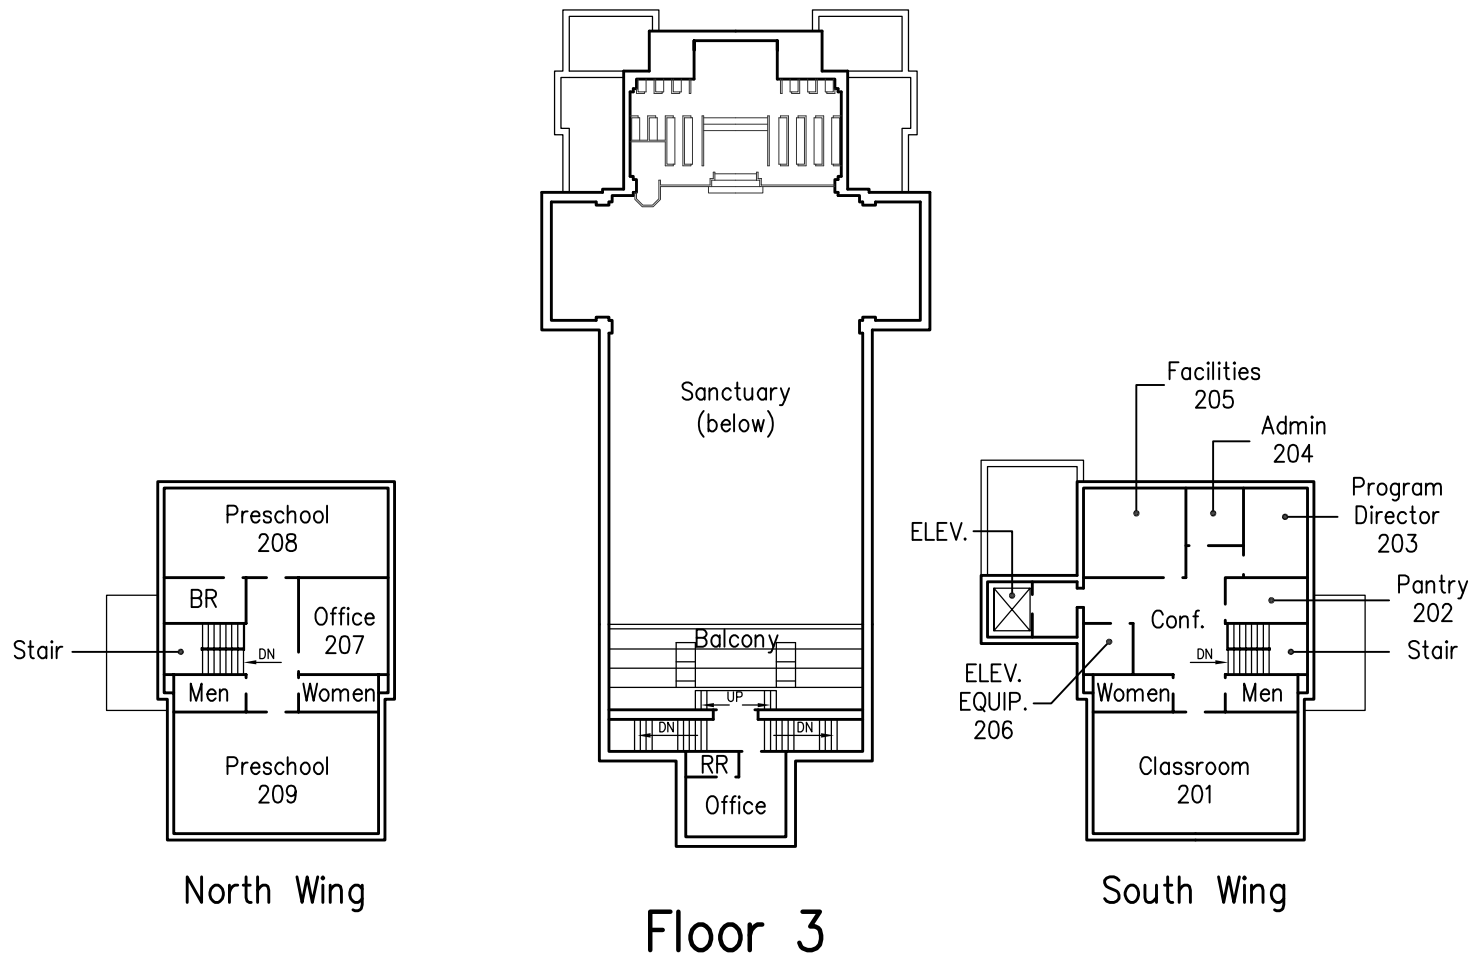 Preschool
208
BR
Office
207
Stair
DN
Men
Women
Preschool
209
North Wing
Sanctuary
(below)
Balcony
UP
DN
DN
RR
Office
Floor 3
Facilities
205
Admin
204
Program
Director
203
ELEV.
Pantry
202
Conf.
Stair
DN
ELEV.
EQUIP.
206
Women
Men
Classroom
201
South Wing